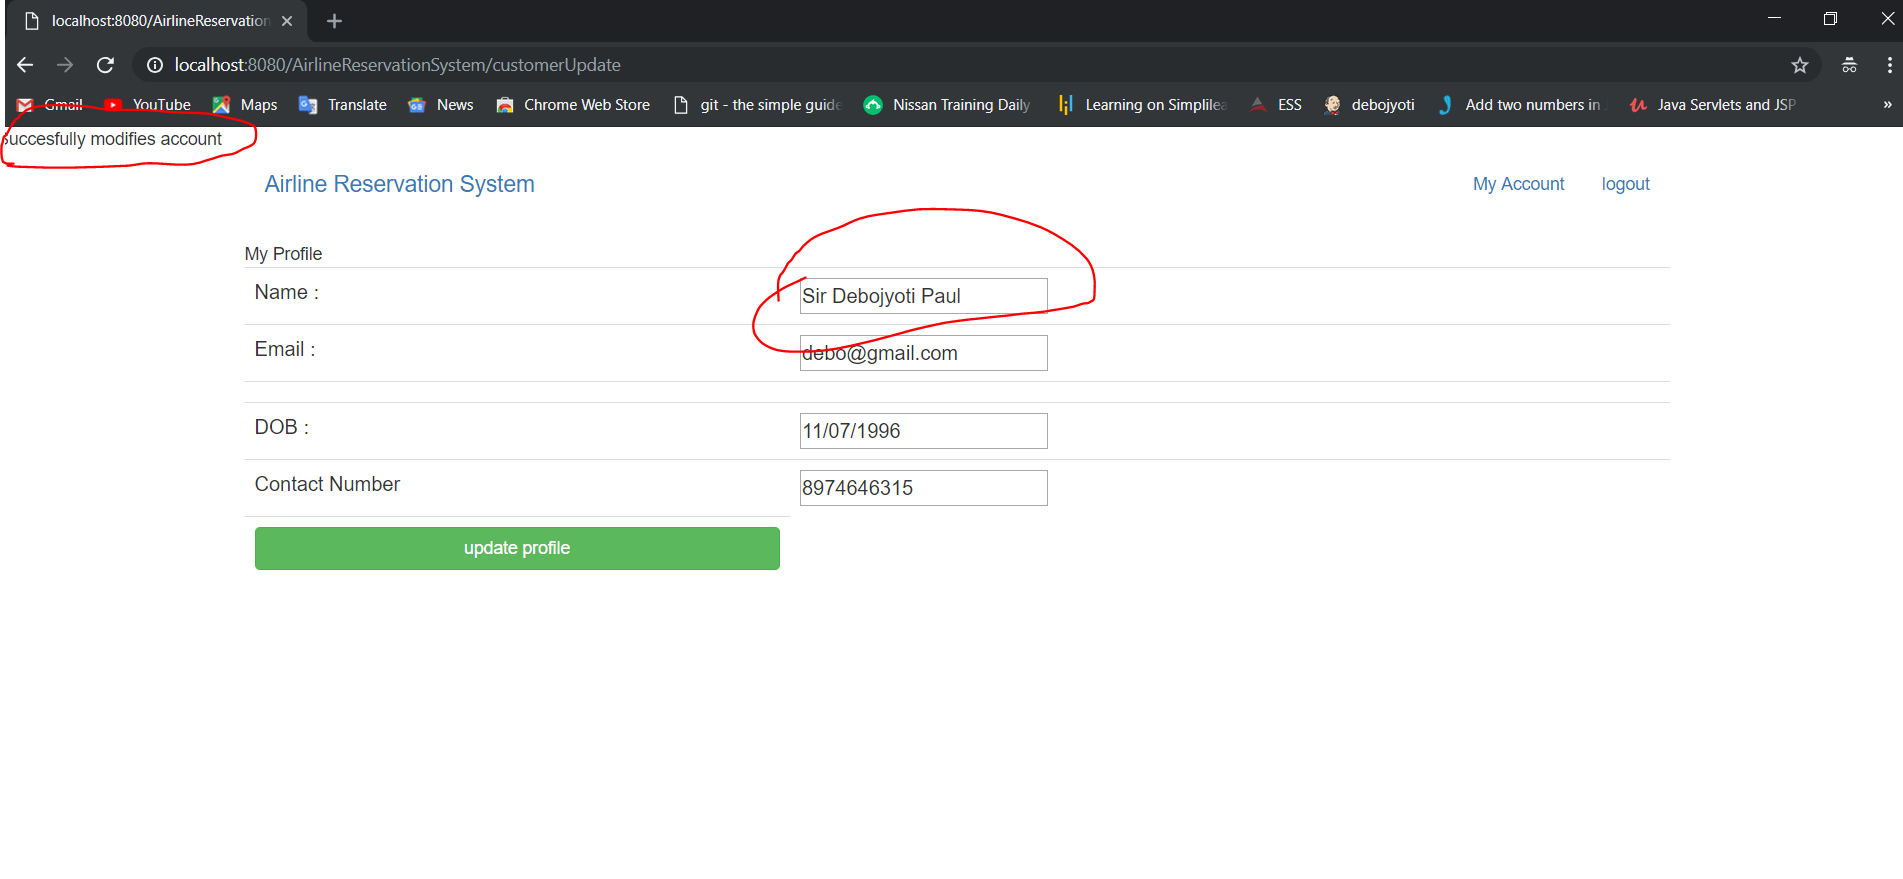 localhost:8080/AirlineReservation
localhost:8080/AirlineReservationSystem/customerUpdate
Gmail YouTube Maps Translate News Chrome Web Store git - the simple guide Nissan Training Daily Learning on Simplilea ESS debojyoti Add two numbers in Java Servlets and JSP »
succesfully modifies account
Airline Reservation System My Account logout
My Profile
Name : Sir Debojyoti Paul
Email : debo@gmail.com
DOB : 11/07/1996
Contact Number 8974646315
update profile